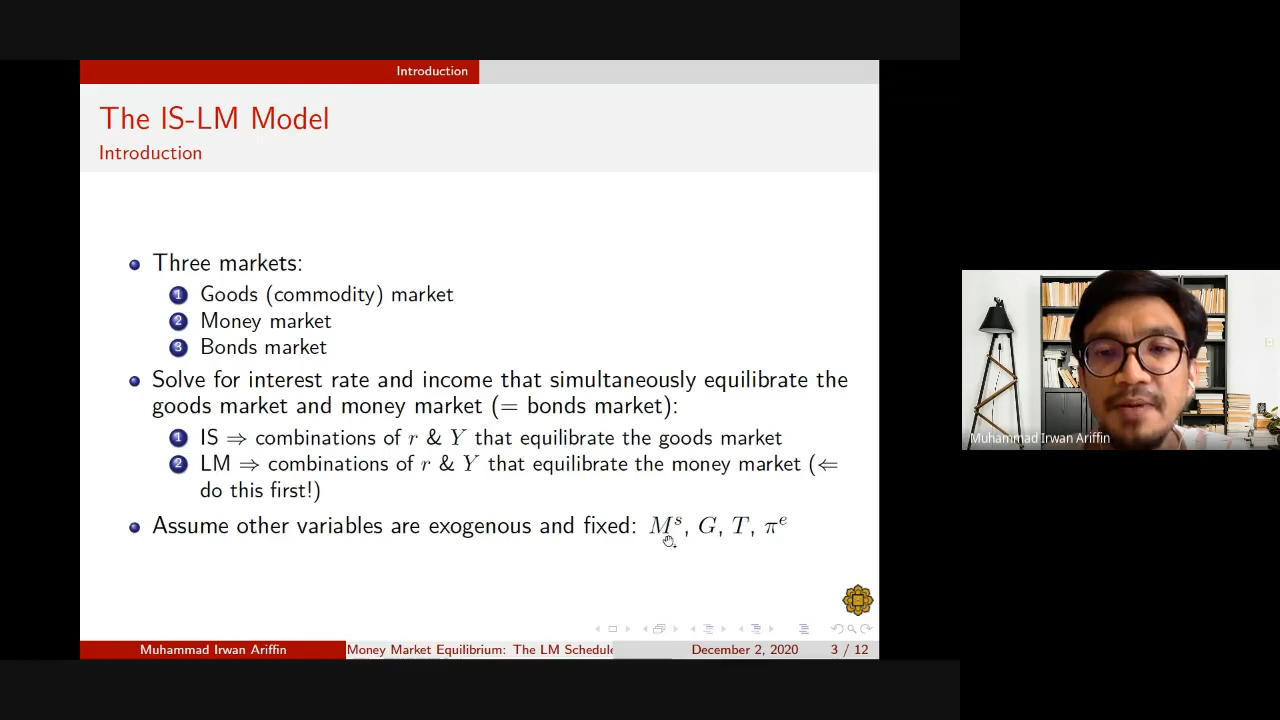 Introduction
The IS-LM Model
Introduction
Three markets:
1 Goods (commodity) market
2 Money market
3 Bonds market
Solve for interest rate and income that simultaneously equilibrate the
goods market and money market (= bonds market):
1 IS ⇒ combinations of r & Y that equilibrate the goods market
2 LM ⇒ combinations of r & Y that equilibrate the money market (⇐
do this first!)
Assume other variables are exogenous and fixed: Mˢ, G, T, πᵉ
Muhammad Irwan Ariffin
Money Market Equilibrium: The LM Schedule
December 2, 2020
3 / 12
Muhammad Irwan Ariffin